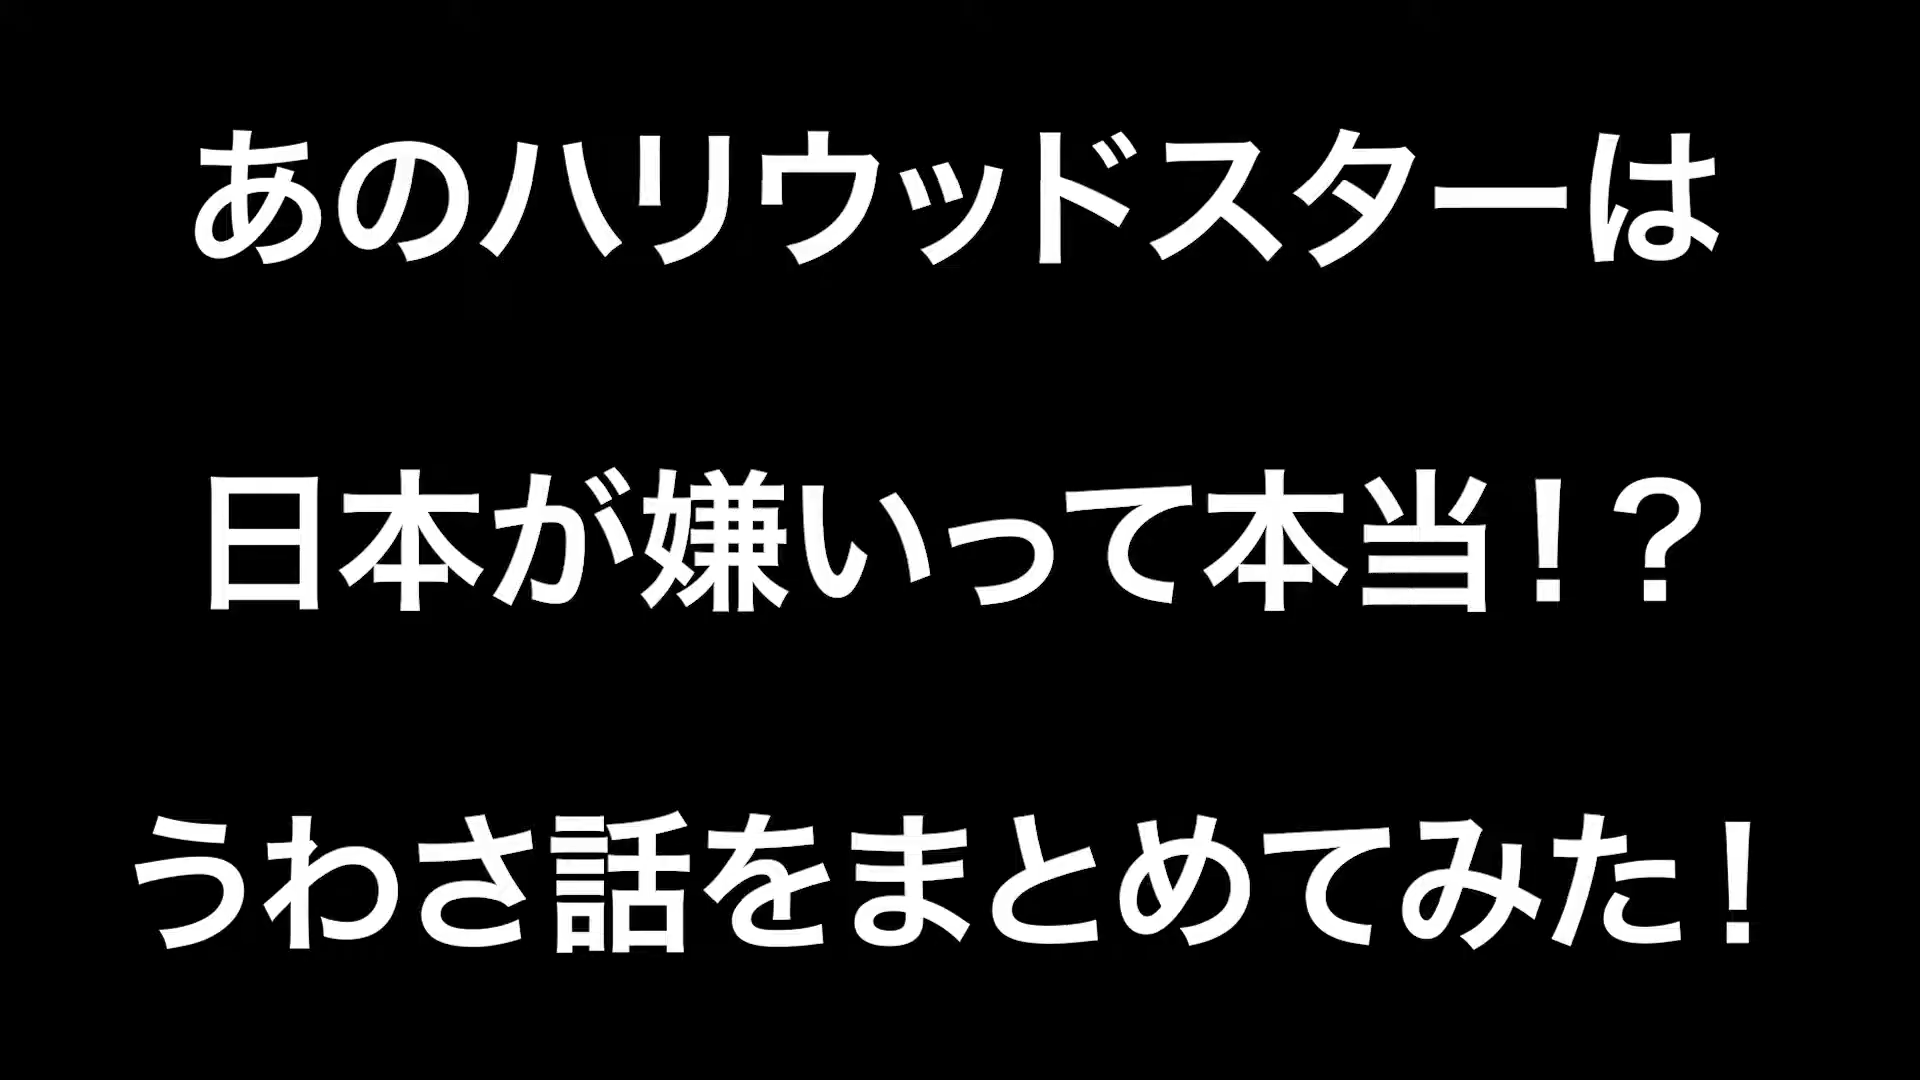 あのハリウッドスターは
日本が嫌いって本当！？
うわさ話をまとめてみた！